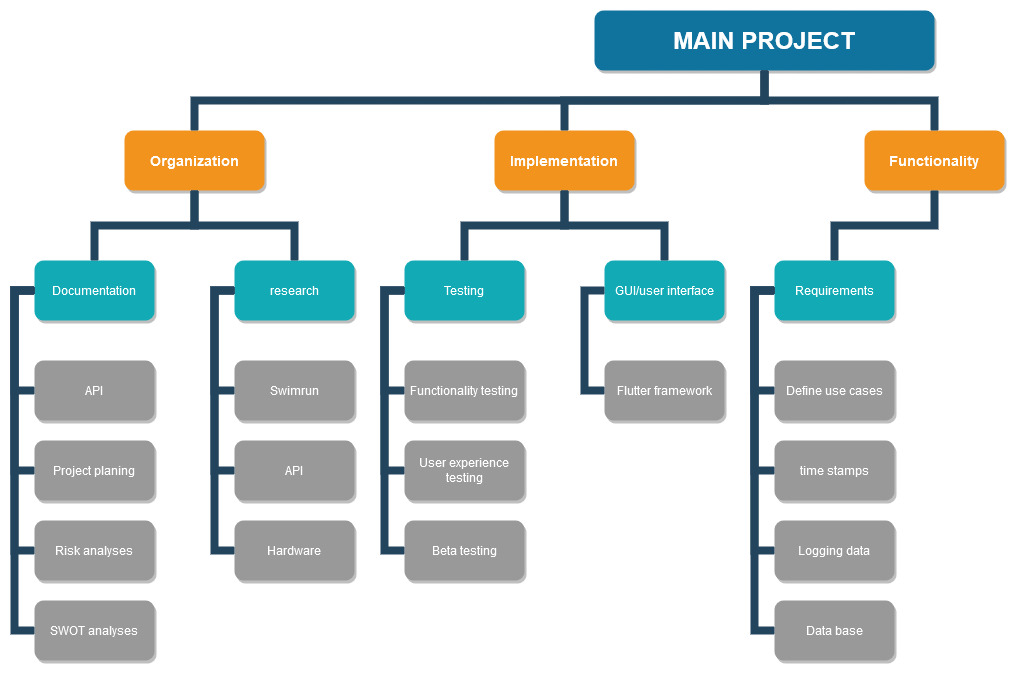 MAIN PROJECT
Organization
Implementation
Functionality
Documentation
research
Testing
GUI/user interface
Requirements
API
Swimrun
Functionality testing
Flutter framework
Define use cases
Project planing
API
User experience
testing
time stamps
Risk analyses
Hardware
Beta testing
Logging data
SWOT analyses
Data base